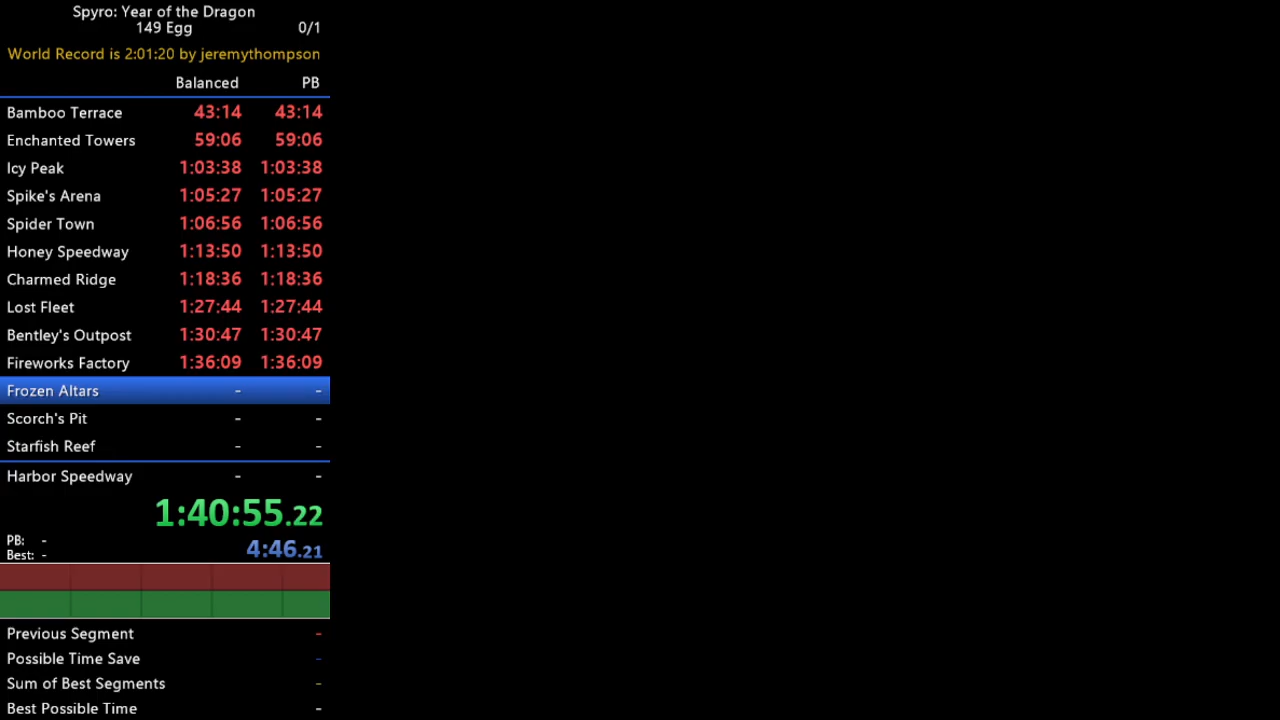 Spyro: Year of the Dragon
149 Egg 0/1
World Record is 2:01:20 by jeremythompson
Balanced PB
Bamboo Terrace 43:14 43:14
Enchanted Towers 59:06 59:06
Icy Peak 1:03:38 1:03:38
Spike's Arena 1:05:27 1:05:27
Spider Town 1:06:56 1:06:56
Honey Speedway 1:13:50 1:13:50
Charmed Ridge 1:18:36 1:18:36
Lost Fleet 1:27:44 1:27:44
Bentley's Outpost 1:30:47 1:30:47
Fireworks Factory 1:36:09 1:36:09
Frozen Altars - -
Scorch's Pit - -
Starfish Reef - -
Harbor Speedway - -
1:40:55.22
PB: -
Best: - 4:46.21
Previous Segment -
Possible Time Save -
Sum of Best Segments -
Best Possible Time -